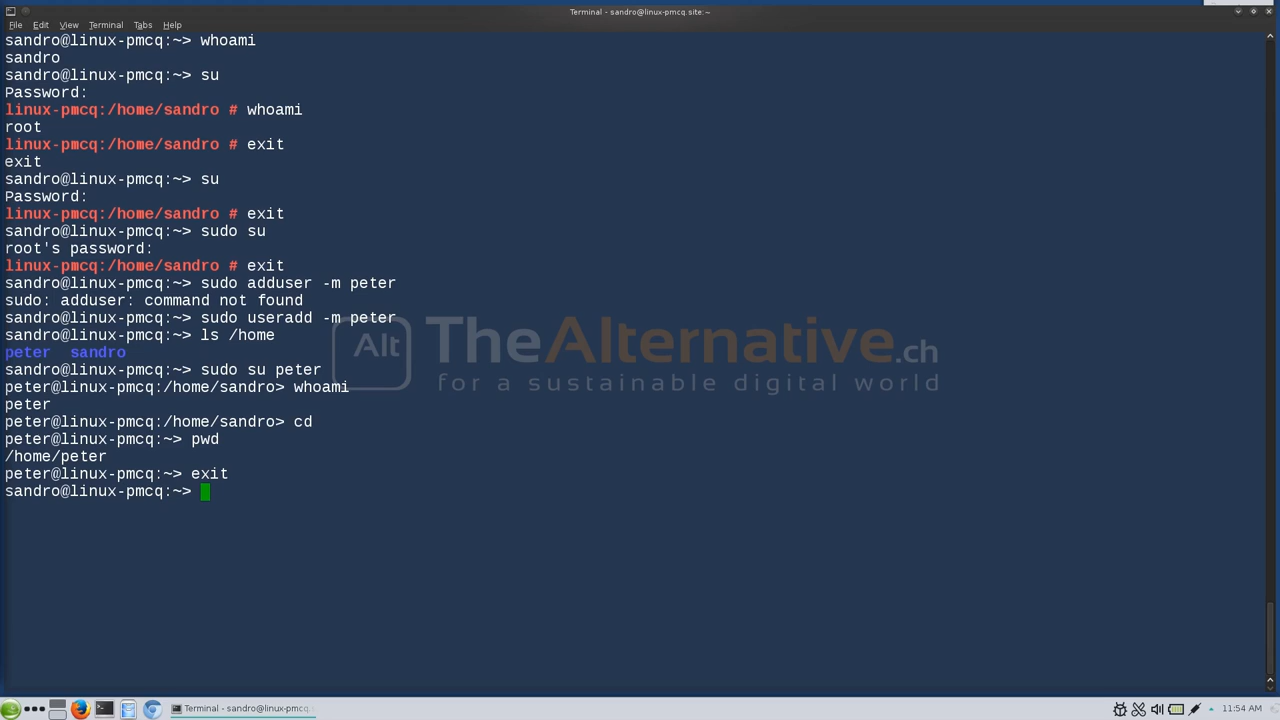 Terminal - sandro@linux-pmcq.site:~
File Edit View Terminal Tabs Help
sandro@linux-pmcq:~> whoami
sandro
sandro@linux-pmcq:~> su
Password:
linux-pmcq:/home/sandro # whoami
root
linux-pmcq:/home/sandro # exit
exit
sandro@linux-pmcq:~> su
Password:
linux-pmcq:/home/sandro # exit
sandro@linux-pmcq:~> sudo su
root's password:
linux-pmcq:/home/sandro # exit
sandro@linux-pmcq:~> sudo adduser -m peter
sudo: adduser: command not found
sandro@linux-pmcq:~> sudo useradd -m peter
sandro@linux-pmcq:~> ls /home
peter  sandro
sandro@linux-pmcq:~> sudo su peter
peter@linux-pmcq:/home/sandro> whoami
peter
peter@linux-pmcq:/home/sandro> cd
peter@linux-pmcq:~> pwd
/home/peter
peter@linux-pmcq:~> exit
sandro@linux-pmcq:~>
Alt TheAlternative.ch
for a sustainable digital world
Terminal - sandro@linux-pmcq:
11:54 AM